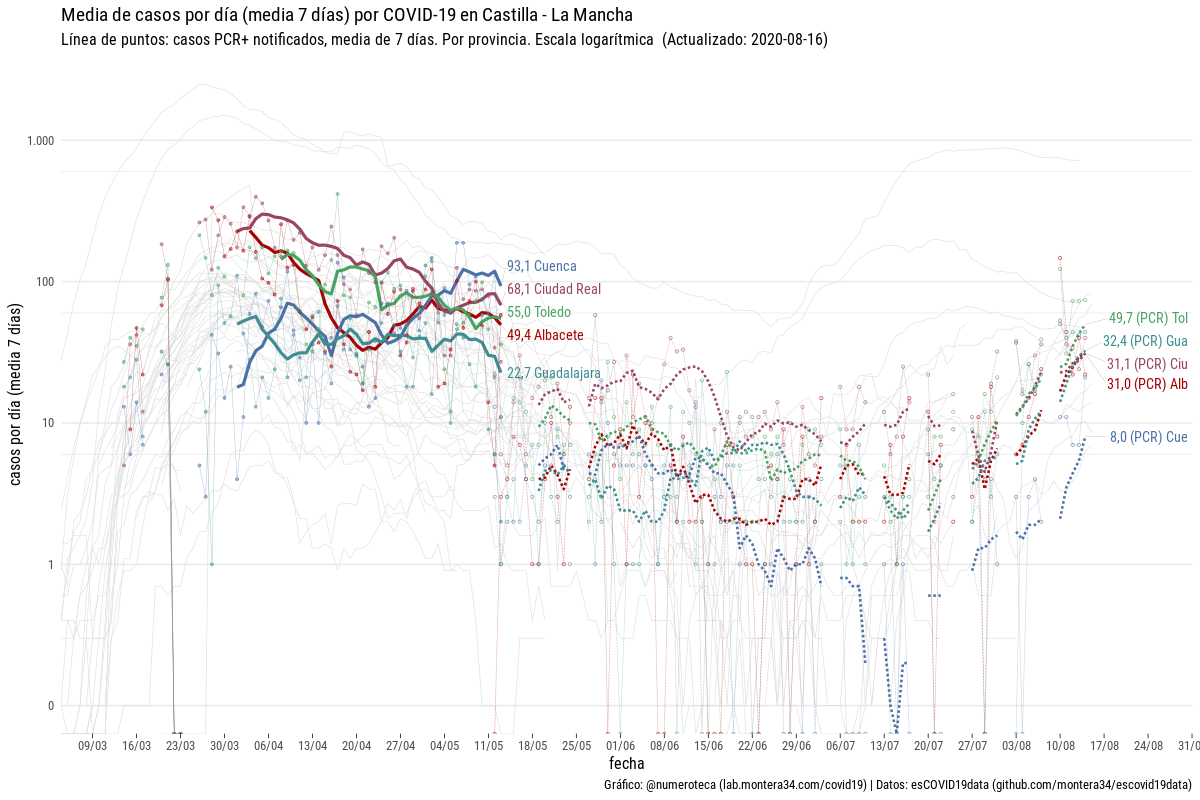 Media de casos por día (media 7 días) por COVID-19 en Castilla - La Mancha
Línea de puntos: casos PCR+ notificados, media de 7 días. Por provincia. Escala logarítmica (Actualizado: 2020-08-16)
casos por día (media 7 días)
1.000
100
10
1
0
93,1 Cuenca
68,1 Ciudad Real
55,0 Toledo
49,4 Albacete
22,7 Guadalajara
49,7 (PCR) Tol
32,4 (PCR) Gua
31,1 (PCR) Ciu
31,0 (PCR) Alb
8,0 (PCR) Cue
09/03 16/03 23/03 30/03 06/04 13/04 20/04 27/04 04/05 11/05 18/05 25/05 01/06 08/06 15/06 22/06 29/06 06/07 13/07 20/07 27/07 03/08 10/08 17/08 24/08 31/0
fecha
Gráfico: @numeroteca (lab.montera34.com/covid19) | Datos: esCOVID19data (github.com/montera34/escovid19data)